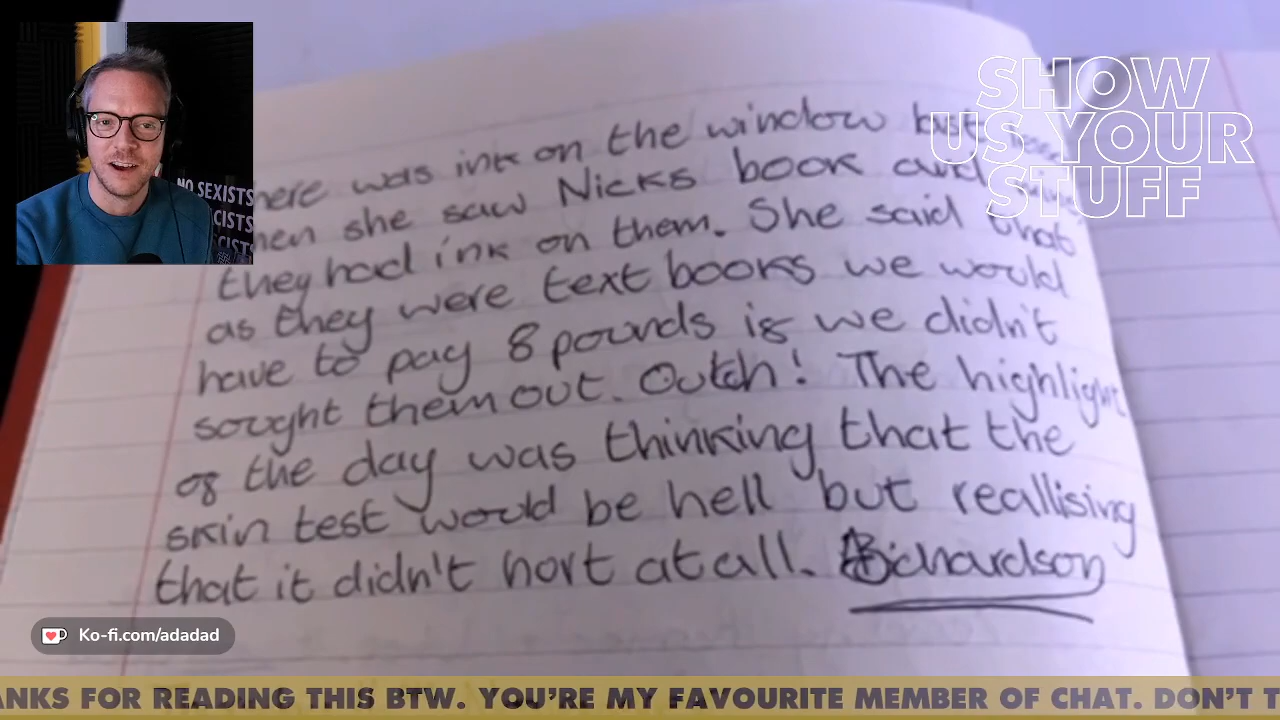 SHOW
US YOUR
STUFF
NO SEXISTS
here was ink on the window but
hen she saw Nicks book and
they had ink on them. She said that
as they were text books we would
have to pay 8 pounds if we didn't
sought them out. Outch! The highlight
of the day was thinking that the
skin test would be hell but reallising
that it didn't hort at all. Richardson
Ko-fi.com/adadad
ANKS FOR READING THIS BTW. YOU'RE MY FAVOURITE MEMBER OF CHAT. DON'T T